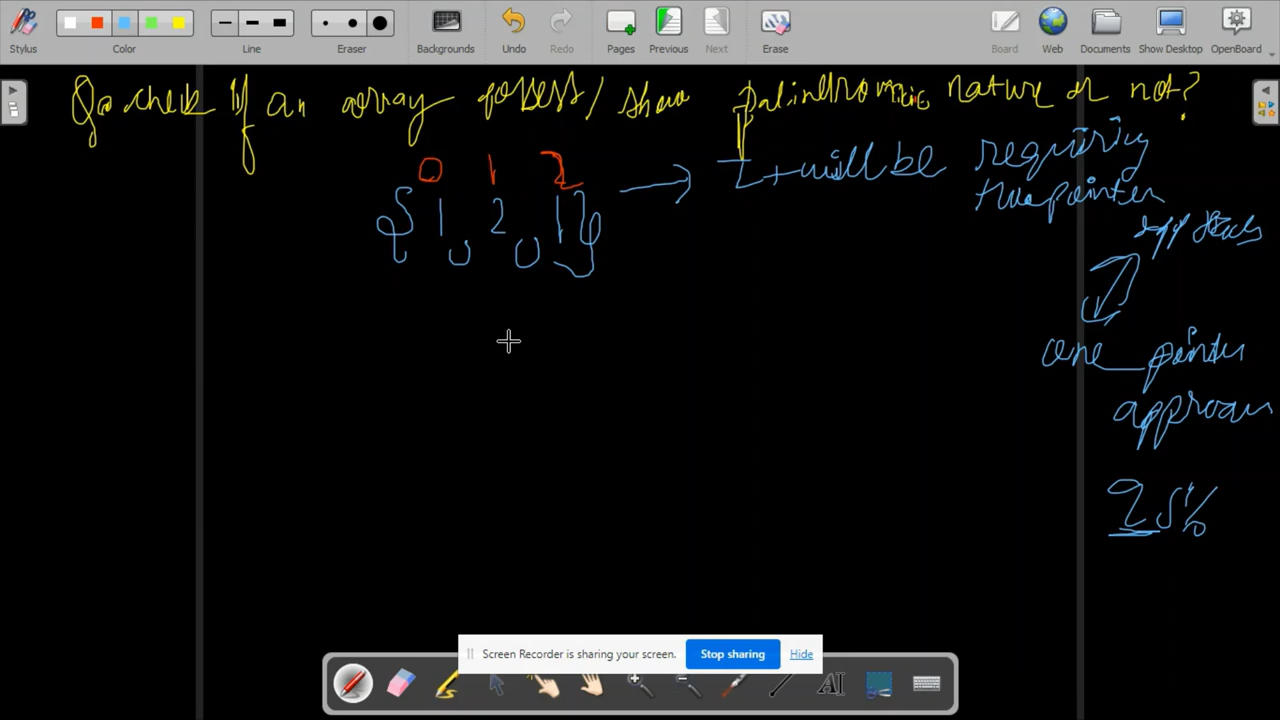 Stylus Color Line Eraser Backgrounds Undo Redo Pages Previous Next Erase Board Web Documents Show Desktop OpenBoard
Q check if an array / show palindromic nature or not?
0 1 2
{ 1, 2, 1 } → It will be requiring
two pointer
one pointer
25%
Screen Recorder is sharing your screen. Stop sharing Hide
AI